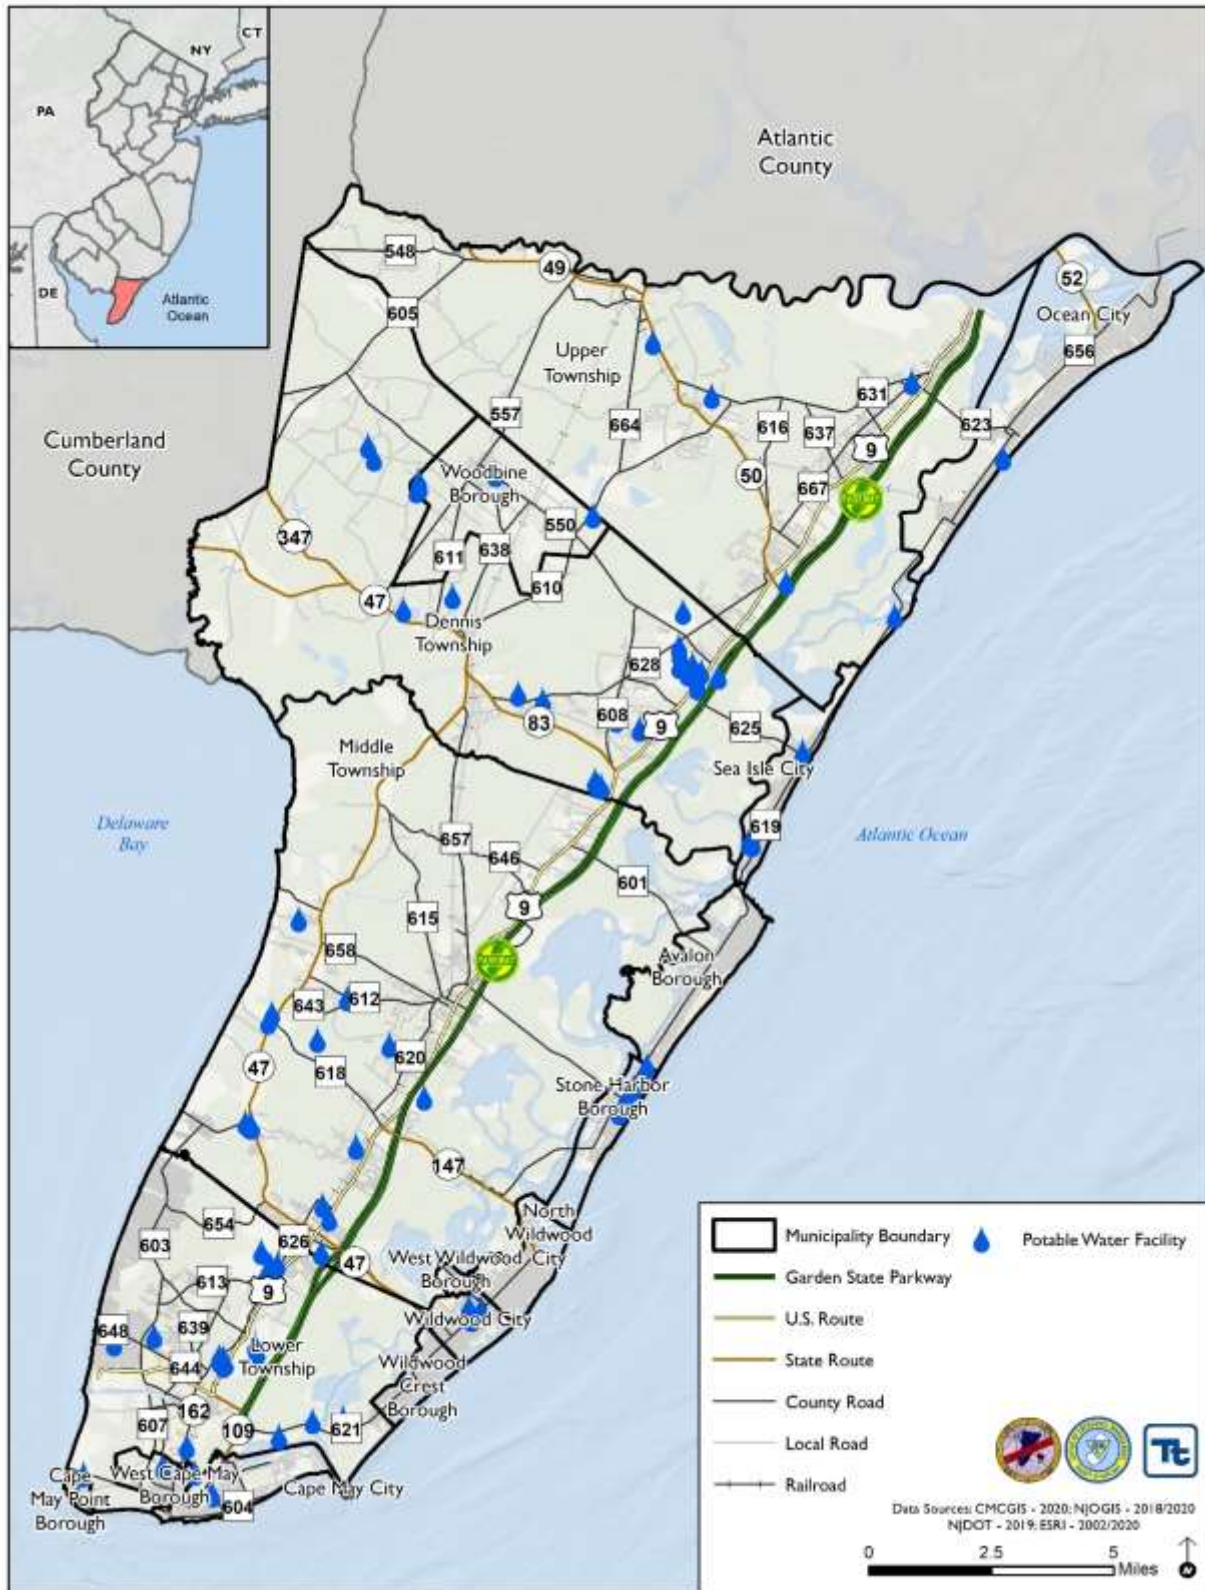 CT
NY
PA
DE
Atlantic
Ocean
Atlantic
County
548
49
52
Ocean City
605
656
Upper
Township
631
557
664
616
637
623
9
Cumberland
County
Woodbine
Borough
50
667
550
347
611
638
610
47
Dennis
Township
628
608
9
625
83
Middle
Township
Sea Isle City
Delaware
Bay
619
Atlantic Ocean
657
646
601
9
615
658
Avalon
Borough
643
612
620
47
618
Stone Harbor
Borough
147
North
Wildwood
City
654
603
626
47
West Wildwood
Borough
613
9
Wildwood City
648
639
Lower
Township
644
Wildwood
Crest
Borough
162
607
109
621
Cape
May Point
Borough
West Cape May
Borough
Cape May City
604
Municipality Boundary
Potable Water Facility
Garden State Parkway
U.S. Route
State Route
County Road
Local Road
Railroad
Tt
Data Sources: CMCGIS - 2020; NJOGIS - 2018/2020
NJDOT - 2019; ESRI - 2002/2020
0 2.5 5
Miles
N